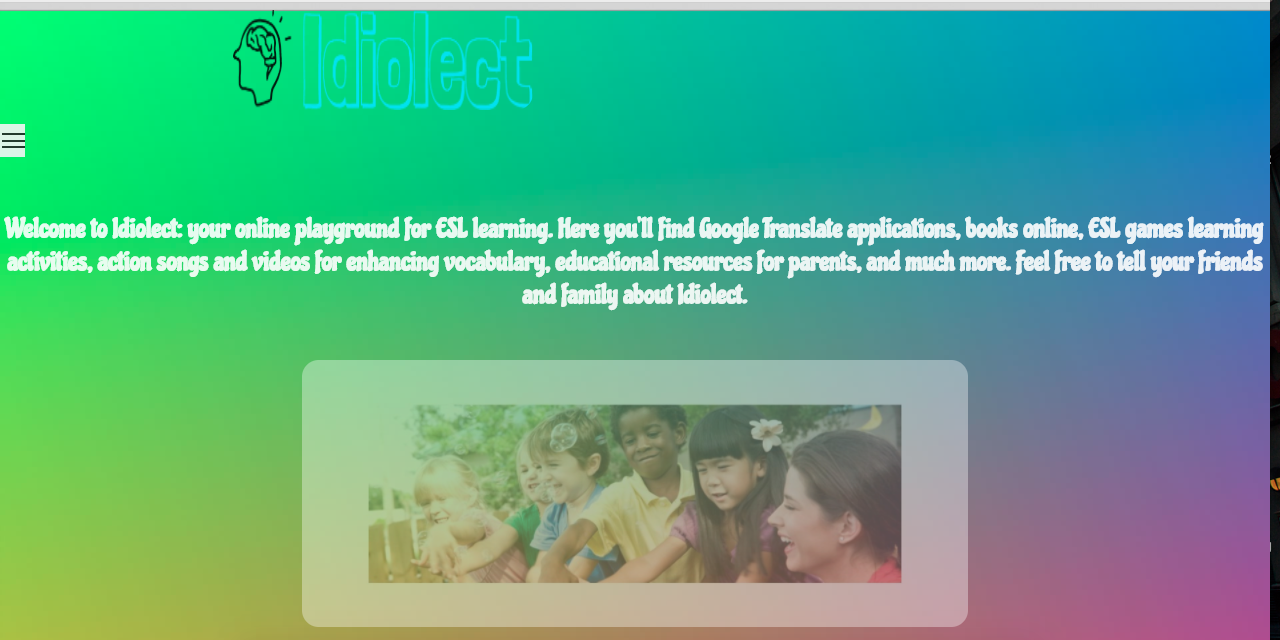 Idiolect
Welcome to Idiolect: your online playground for ESL learning. Here you'll find Google Translate applications, books online, ESL games learning
activities, action songs and videos for enhancing vocabulary, educational resources for parents, and much more. Feel free to tell your friends
and family about Idiolect.